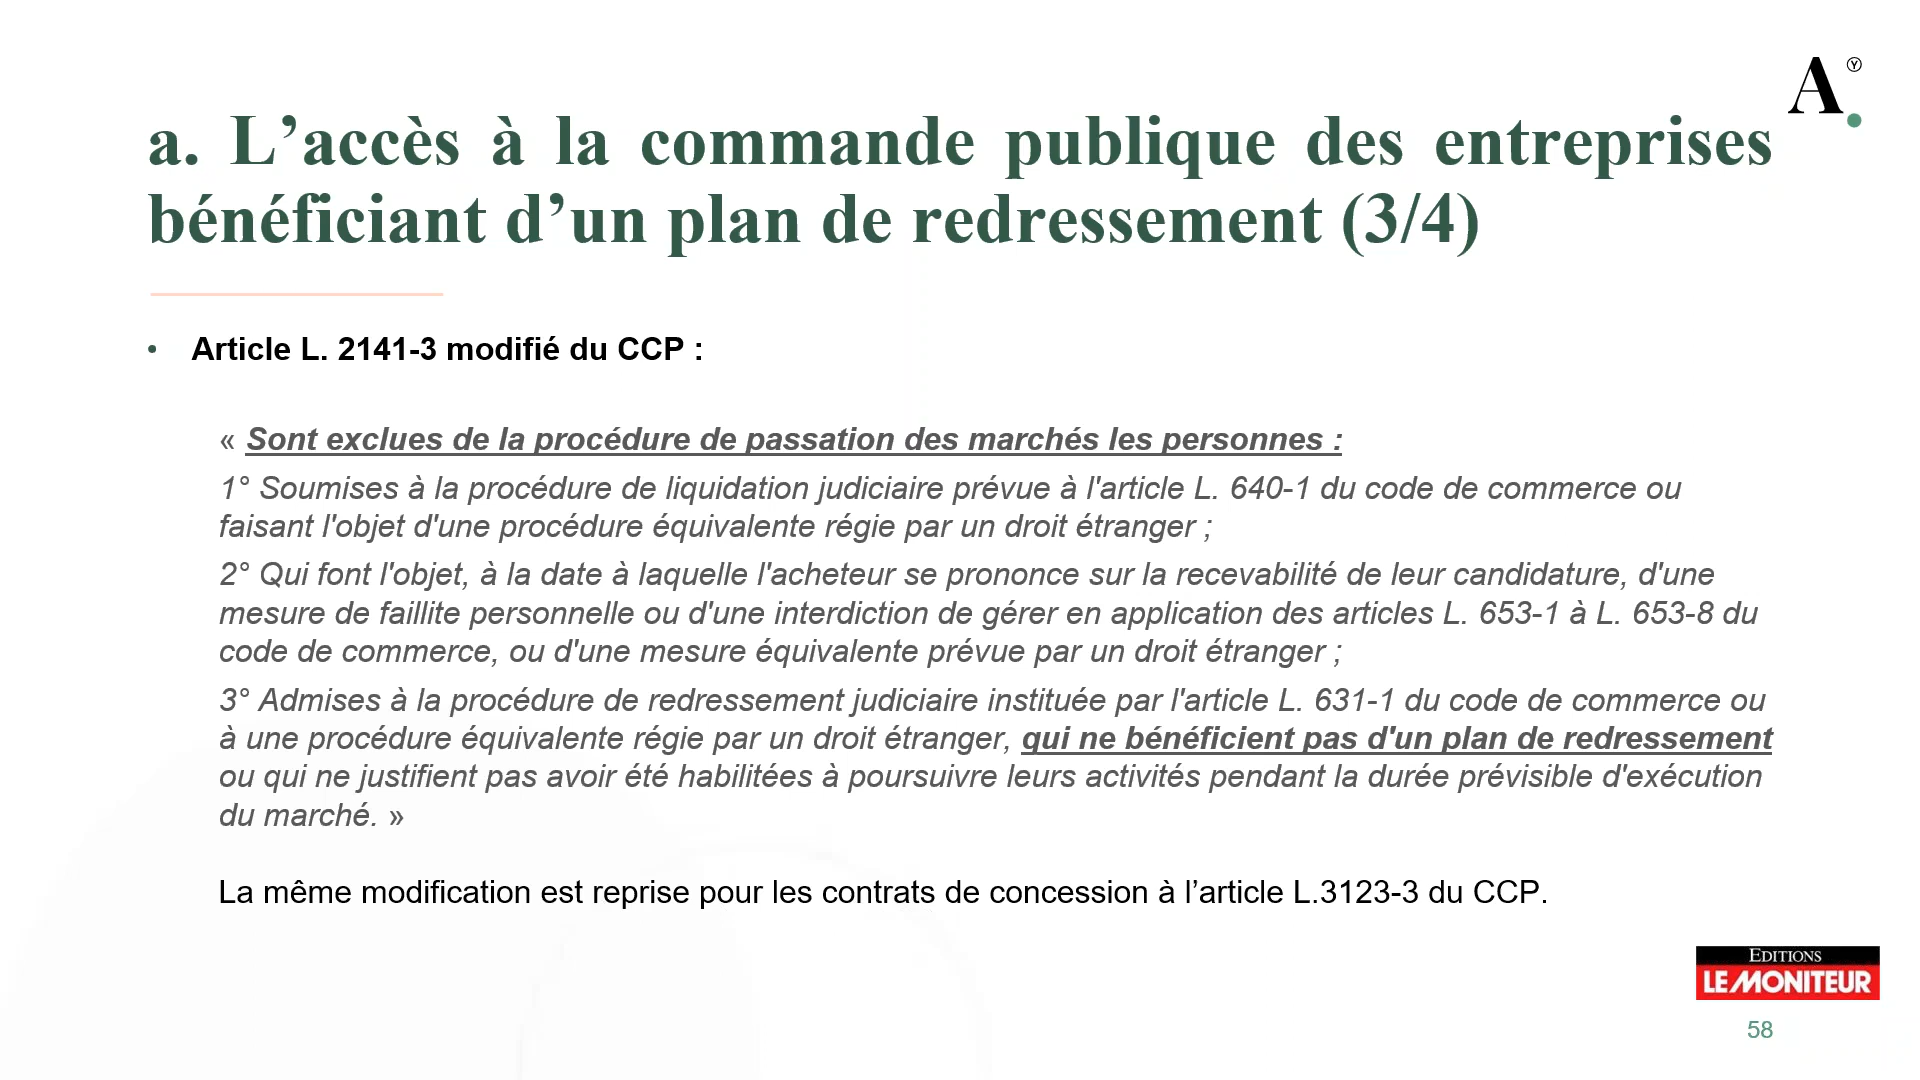 A
Y
a. L’accès à la commande publique des entreprises
bénéficiant d’un plan de redressement (3/4)
• Article L. 2141-3 modifié du CCP :
« Sont exclues de la procédure de passation des marchés les personnes :
1° Soumises à la procédure de liquidation judiciaire prévue à l'article L. 640-1 du code de commerce ou
faisant l'objet d'une procédure équivalente régie par un droit étranger ;
2° Qui font l'objet, à la date à laquelle l'acheteur se prononce sur la recevabilité de leur candidature, d'une
mesure de faillite personnelle ou d'une interdiction de gérer en application des articles L. 653-1 à L. 653-8 du
code de commerce, ou d'une mesure équivalente prévue par un droit étranger ;
3° Admises à la procédure de redressement judiciaire instituée par l'article L. 631-1 du code de commerce ou
à une procédure équivalente régie par un droit étranger, qui ne bénéficient pas d'un plan de redressement
ou qui ne justifient pas avoir été habilitées à poursuivre leurs activités pendant la durée prévisible d'exécution
du marché. »
La même modification est reprise pour les contrats de concession à l’article L.3123-3 du CCP.
EDITIONS
LE MONITEUR
58